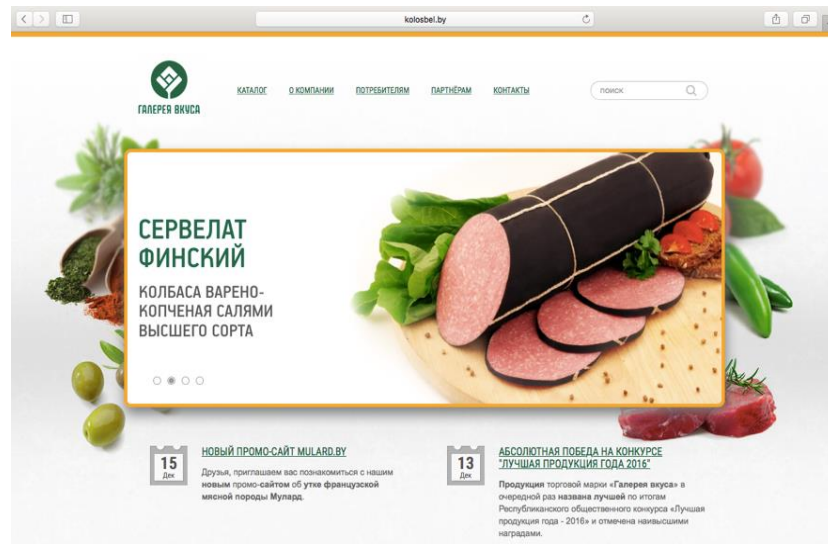 kolosbel.by
ГАЛЕРЕЯ ВКУСА
КАТАЛОГ
О КОМПАНИИ
ПОТРЕБИТЕЛЯМ
ПАРТНЁРАМ
КОНТАКТЫ
поиск
СЕРВЕЛАТ
ФИНСКИЙ
КОЛБАСА ВАРЕНО-
КОПЧЕНАЯ САЛЯМИ
ВЫСШЕГО СОРТА
15
Дек
НОВЫЙ ПРОМО-САЙТ MULARD.BY
Друзья, приглашаем вас познакомиться с нашим
новым промо-сайтом об утке французской
мясной породы Мулард.
13
Дек
АБСОЛЮТНАЯ ПОБЕДА НА КОНКУРСЕ
"ЛУЧШАЯ ПРОДУКЦИЯ ГОДА 2016"
Продукция торговой марки «Галерея вкуса» в
очередной раз названа лучшей по итогам
Республиканского общественного конкурса «Лучшая
продукция года - 2016» и отмечена наивысшими
наградами.